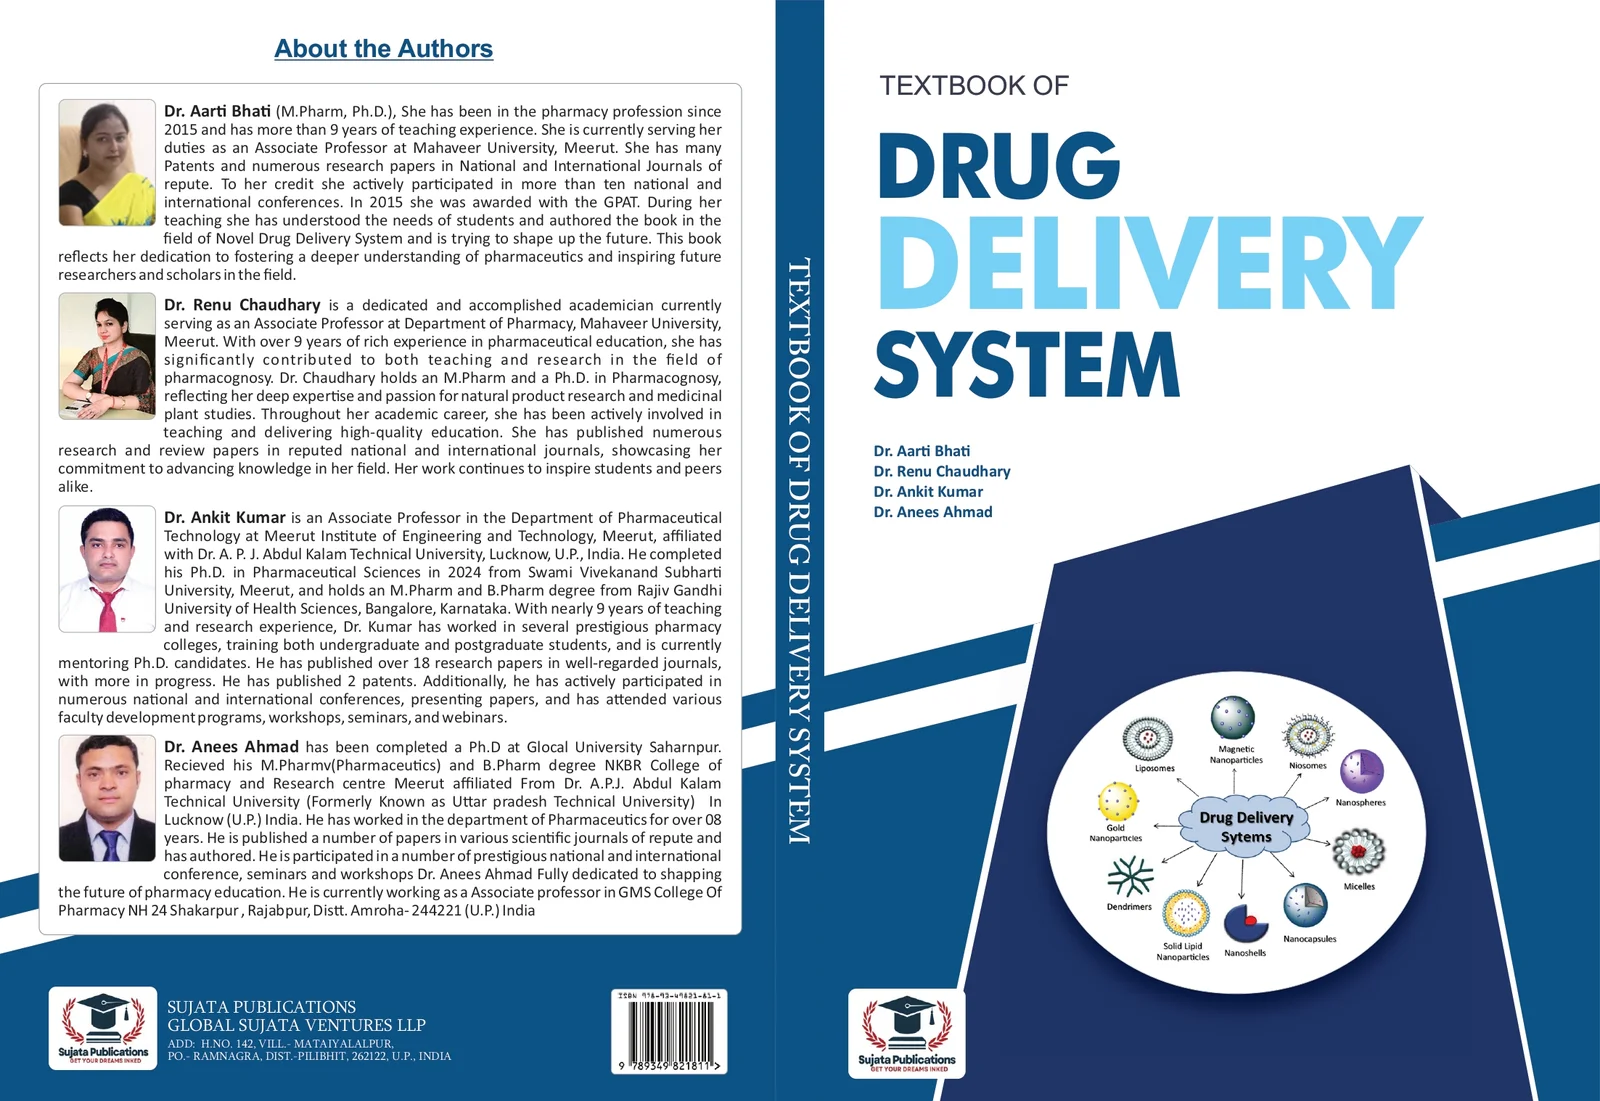 About the Authors
Dr. Aarti Bhati (M.Pharm, Ph.D.), She has been in the pharmacy profession since
2015 and has more than 9 years of teaching experience. She is currently serving her
duties as an Associate Professor at Mahaveer University, Meerut. She has many
Patents and numerous research papers in National and International Journals of
repute. To her credit she actively participated in more than ten national and
international conferences. In 2015 she was awarded with the GPAT. During her
teaching she has understood the needs of students and authored the book in the
field of Novel Drug Delivery System and is trying to shape up the future. This book
reflects her dedication to fostering a deeper understanding of pharmaceutics and inspiring future
researchers and scholars in the field.
Dr. Renu Chaudhary is a dedicated and accomplished academician currently
serving as an Associate Professor at Department of Pharmacy, Mahaveer University,
Meerut. With over 9 years of rich experience in pharmaceutical education, she has
significantly contributed to both teaching and research in the field of
pharmacognosy. Dr. Chaudhary holds an M.Pharm and a Ph.D. in Pharmacognosy,
reflecting her deep expertise and passion for natural product research and medicinal
plant studies. Throughout her academic career, she has been actively involved in
teaching and delivering high-quality education. She has published numerous
research and review papers in reputed national and international journals, showcasing her
commitment to advancing knowledge in her field. Her work continues to inspire students and peers
alike.
Dr. Ankit Kumar is an Associate Professor in the Department of Pharmaceutical
Technology at Meerut Institute of Engineering and Technology, Meerut, affiliated
with Dr. A. P. J. Abdul Kalam Technical University, Lucknow, U.P., India. He completed
his Ph.D. in Pharmaceutical Sciences in 2024 from Swami Vivekanand Subharti
University, Meerut, and holds an M.Pharm and B.Pharm degree from Rajiv Gandhi
University of Health Sciences, Bangalore, Karnataka. With nearly 9 years of teaching
and research experience, Dr. Kumar has worked in several prestigious pharmacy
colleges, training both undergraduate and postgraduate students, and is currently
mentoring Ph.D. candidates. He has published over 18 research papers in well-regarded journals,
with more in progress. He has published 2 patents. Additionally, he has actively participated in
numerous national and international conferences, presenting papers, and has attended various
faculty development programs, workshops, seminars, and webinars.
Dr. Anees Ahmad has been completed a Ph.D at Glocal University Saharnpur.
Recieved his M.Pharmv(Pharmaceutics) and B.Pharm degree NKBR College of
pharmacy and Research centre Meerut affiliated From Dr. A.P.J. Abdul Kalam
Technical University (Formerly Known as Uttar pradesh Technical University) In
Lucknow (U.P.) India. He has worked in the department of Pharmaceutics for over 08
years. He is published a number of papers in various scientific journals of repute and
has authored. He is participated in a number of prestigious national and international
conference, seminars and workshops Dr. Anees Ahmad Fully dedicated to shapping
the future of pharmacy education. He is currently working as a Associate professor in GMS College Of
Pharmacy NH 24 Shakarpur , Rajabpur, Distt. Amroha- 244221 (U.P.) India
Sujata Publications
GET YOUR DREAMS INKED
SUJATA PUBLICATIONS
GLOBAL SUJATA VENTURES LLP
ADD: H.NO. 142, VILL.- MATAIYALALPUR,
PO.- RAMNAGRA, DIST.-PILIBHIT, 262122, U.P., INDIA
ISBN 978-93-49821-81-1
9 789349 821811 >
TEXTBOOK OF DRUG DELIVERY SYSTEM
TEXTBOOK OF
DRUG
DELIVERY
SYSTEM
Dr. Aarti Bhati
Dr. Renu Chaudhary
Dr. Ankit Kumar
Dr. Anees Ahmad
Liposomes
Magnetic
Nanoparticles
Niosomes
Nanospheres
Gold
Nanoparticles
Drug Delivery
Sytems
Micelles
Dendrimers
Solid Lipid
Nanoparticles
Nanoshells
Nanocapsules
Sujata Publications
GET YOUR DREAMS INKED